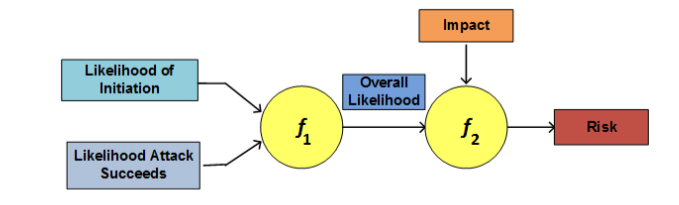 Impact
Likelihood of
Initiation
Overall
Likelihood
f1
f2
Risk
Likelihood Attack
Succeeds